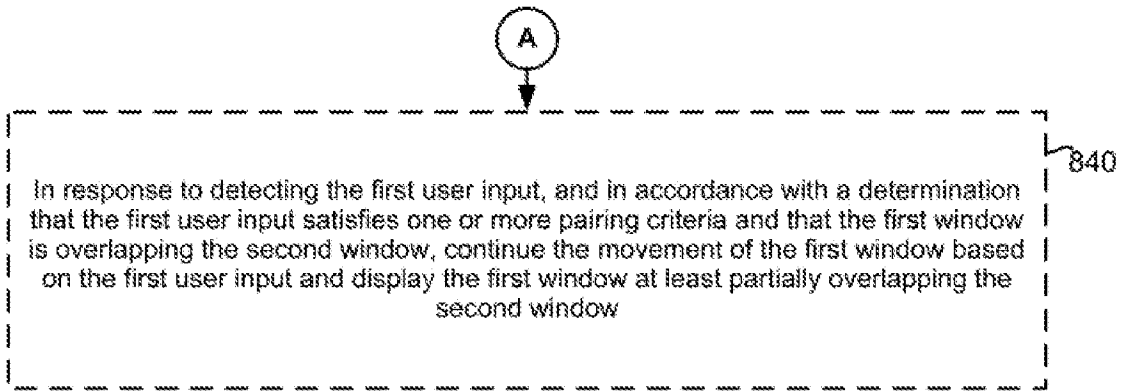 A
840
In response to detecting the first user input, and in accordance with a determination
that the first user input satisfies one or more pairing criteria and that the first window
is overlapping the second window, continue the movement of the first window based
on the first user input and display the first window at least partially overlapping the
second window